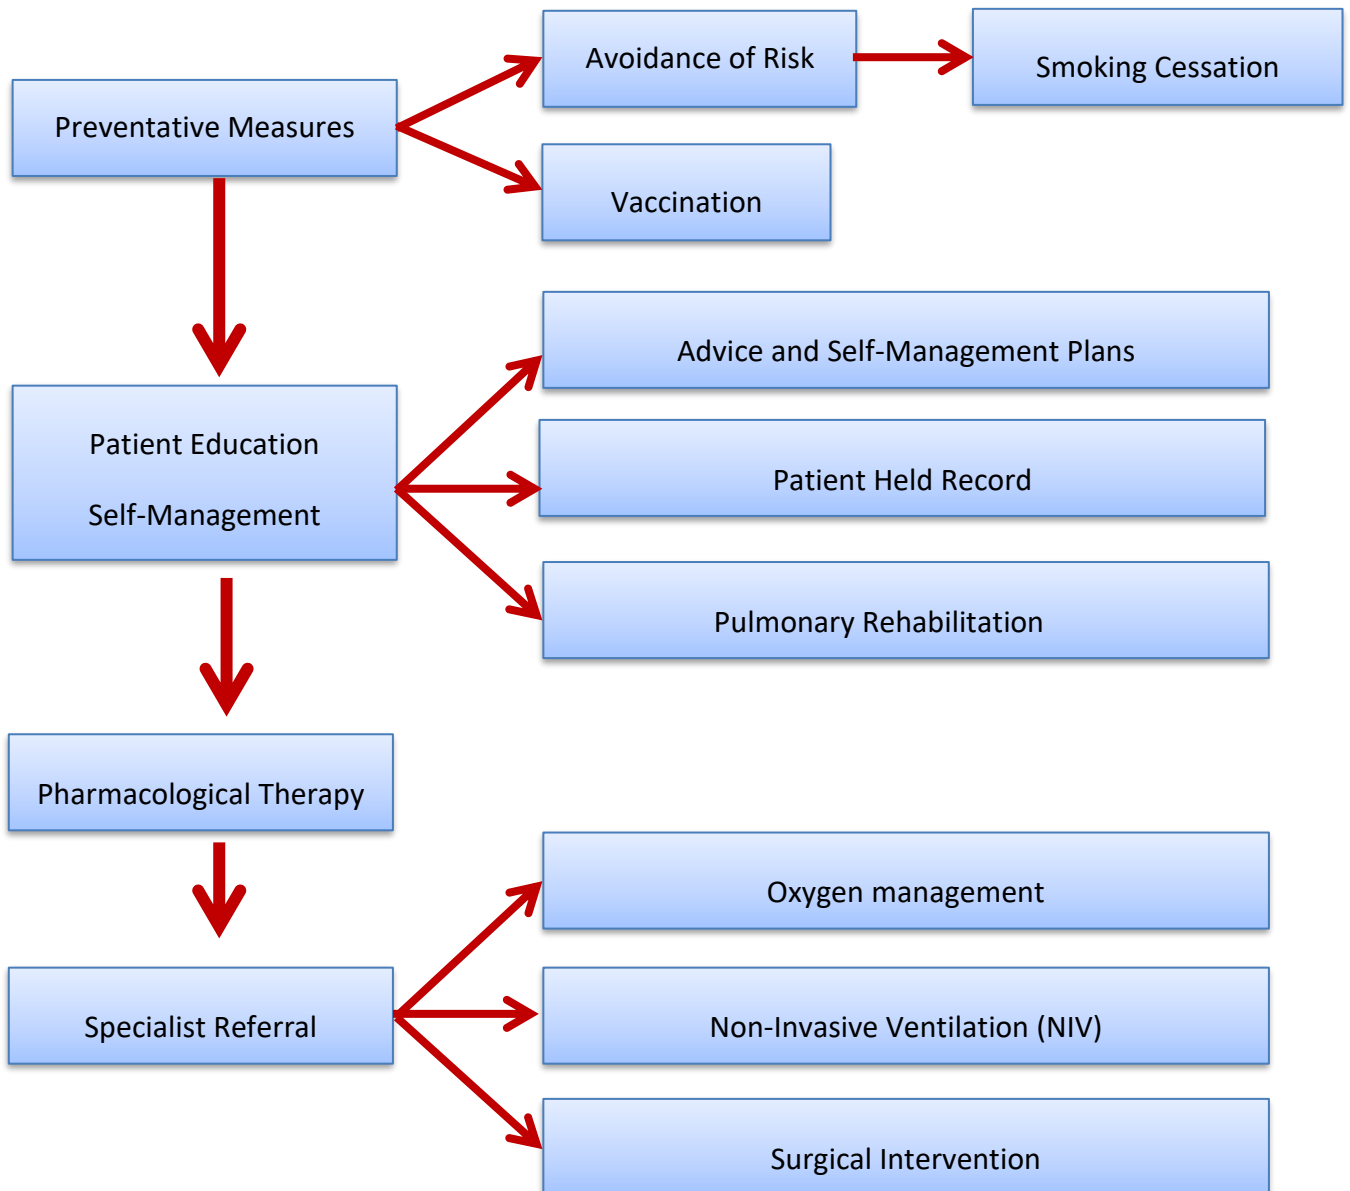 Avoidance of Risk
Smoking Cessation
Preventative Measures
Vaccination
Advice and Self-Management Plans
Patient Education
Self-Management
Patient Held Record
Pulmonary Rehabilitation
Pharmacological Therapy
Oxygen management
Specialist Referral
Non-Invasive Ventilation (NIV)
Surgical Intervention